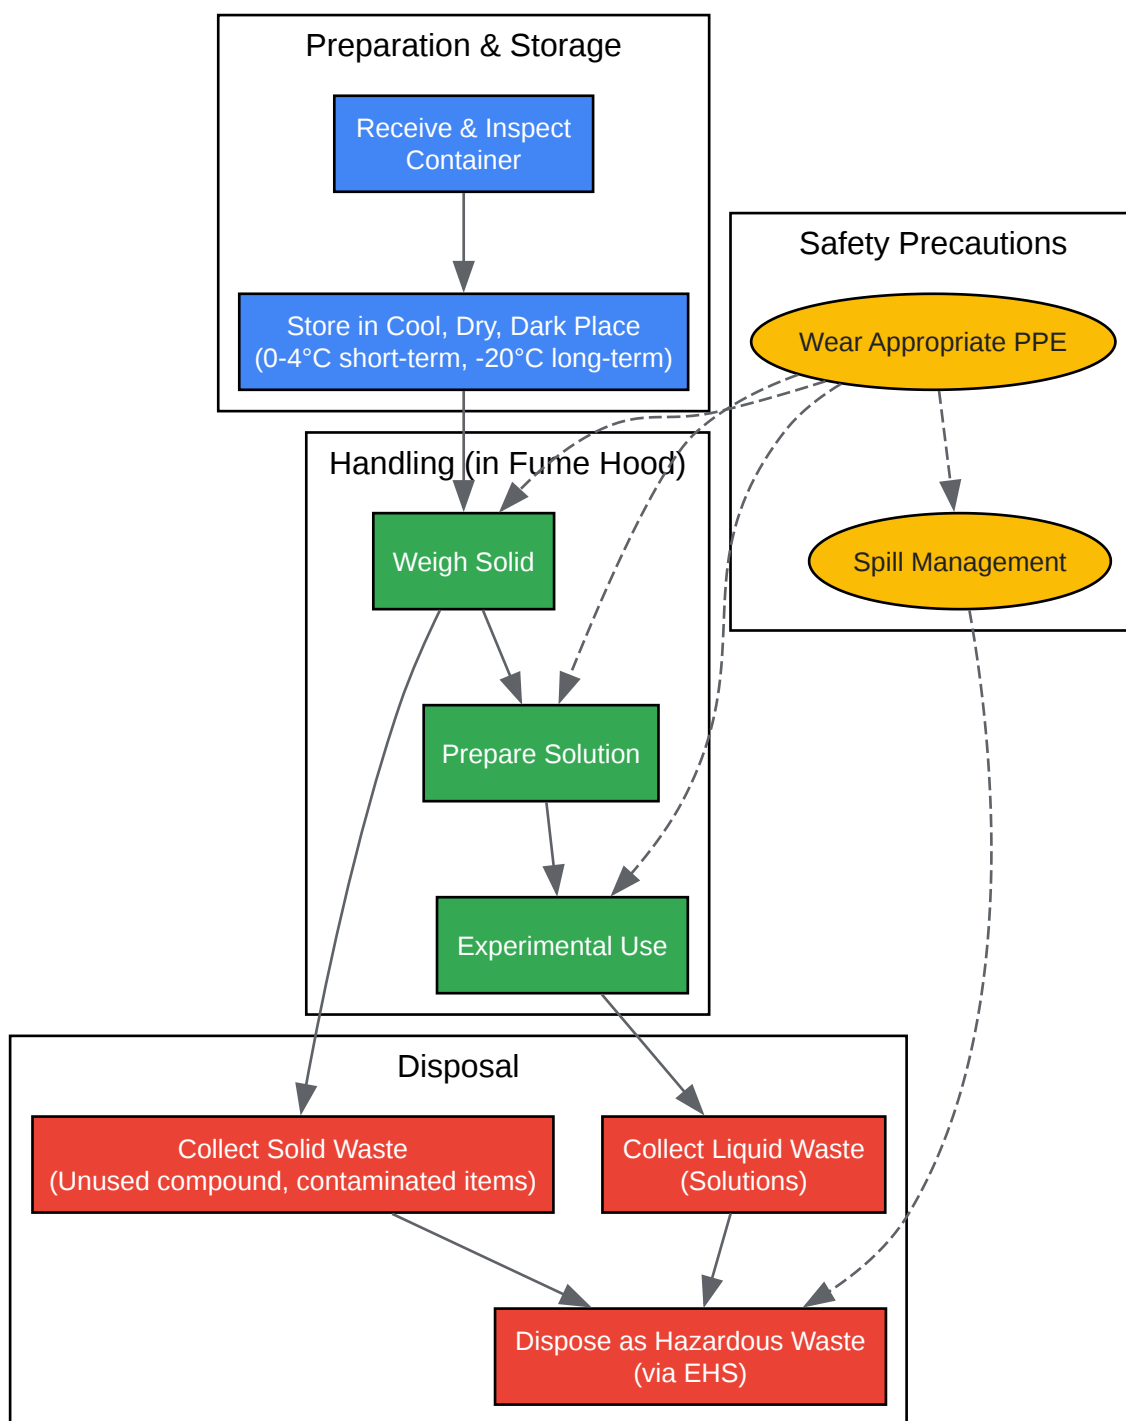 Preparation & Storage
Receive & Inspect
Container
Store in Cool, Dry, Dark Place
(0-4°C short-term, -20°C long-term)
Safety Precautions
Wear Appropriate PPE
Spill Management
Handling (in Fume Hood)
Weigh Solid
Prepare Solution
Experimental Use
Disposal
Collect Solid Waste
(Unused compound, contaminated items)
Collect Liquid Waste
(Solutions)
Dispose as Hazardous Waste
(via EHS)